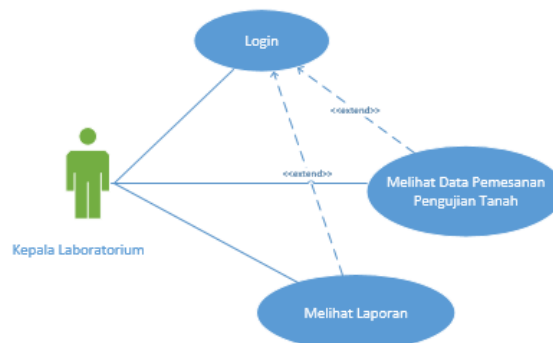 Login
<<extend>>
<<extend>>
Melihat Data Pemesanan
Pengujian Tanah
Kepala Laboratorium
Melihat Laporan